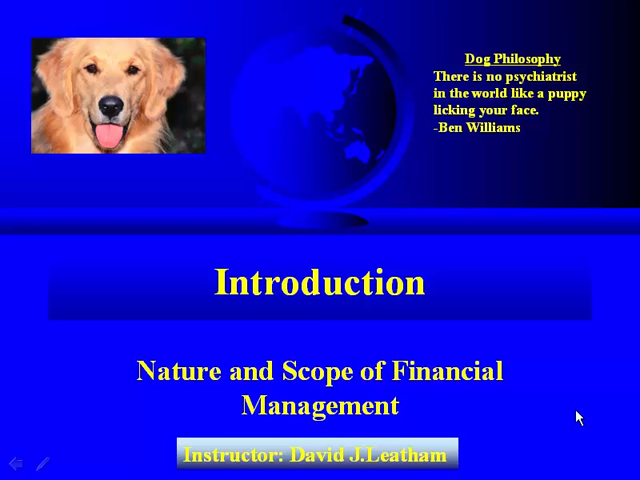 Dog Philosophy
There is no psychiatrist
in the world like a puppy
licking your face.
-Ben Williams
Introduction
Nature and Scope of Financial
Management
Instructor: David J.Leatham